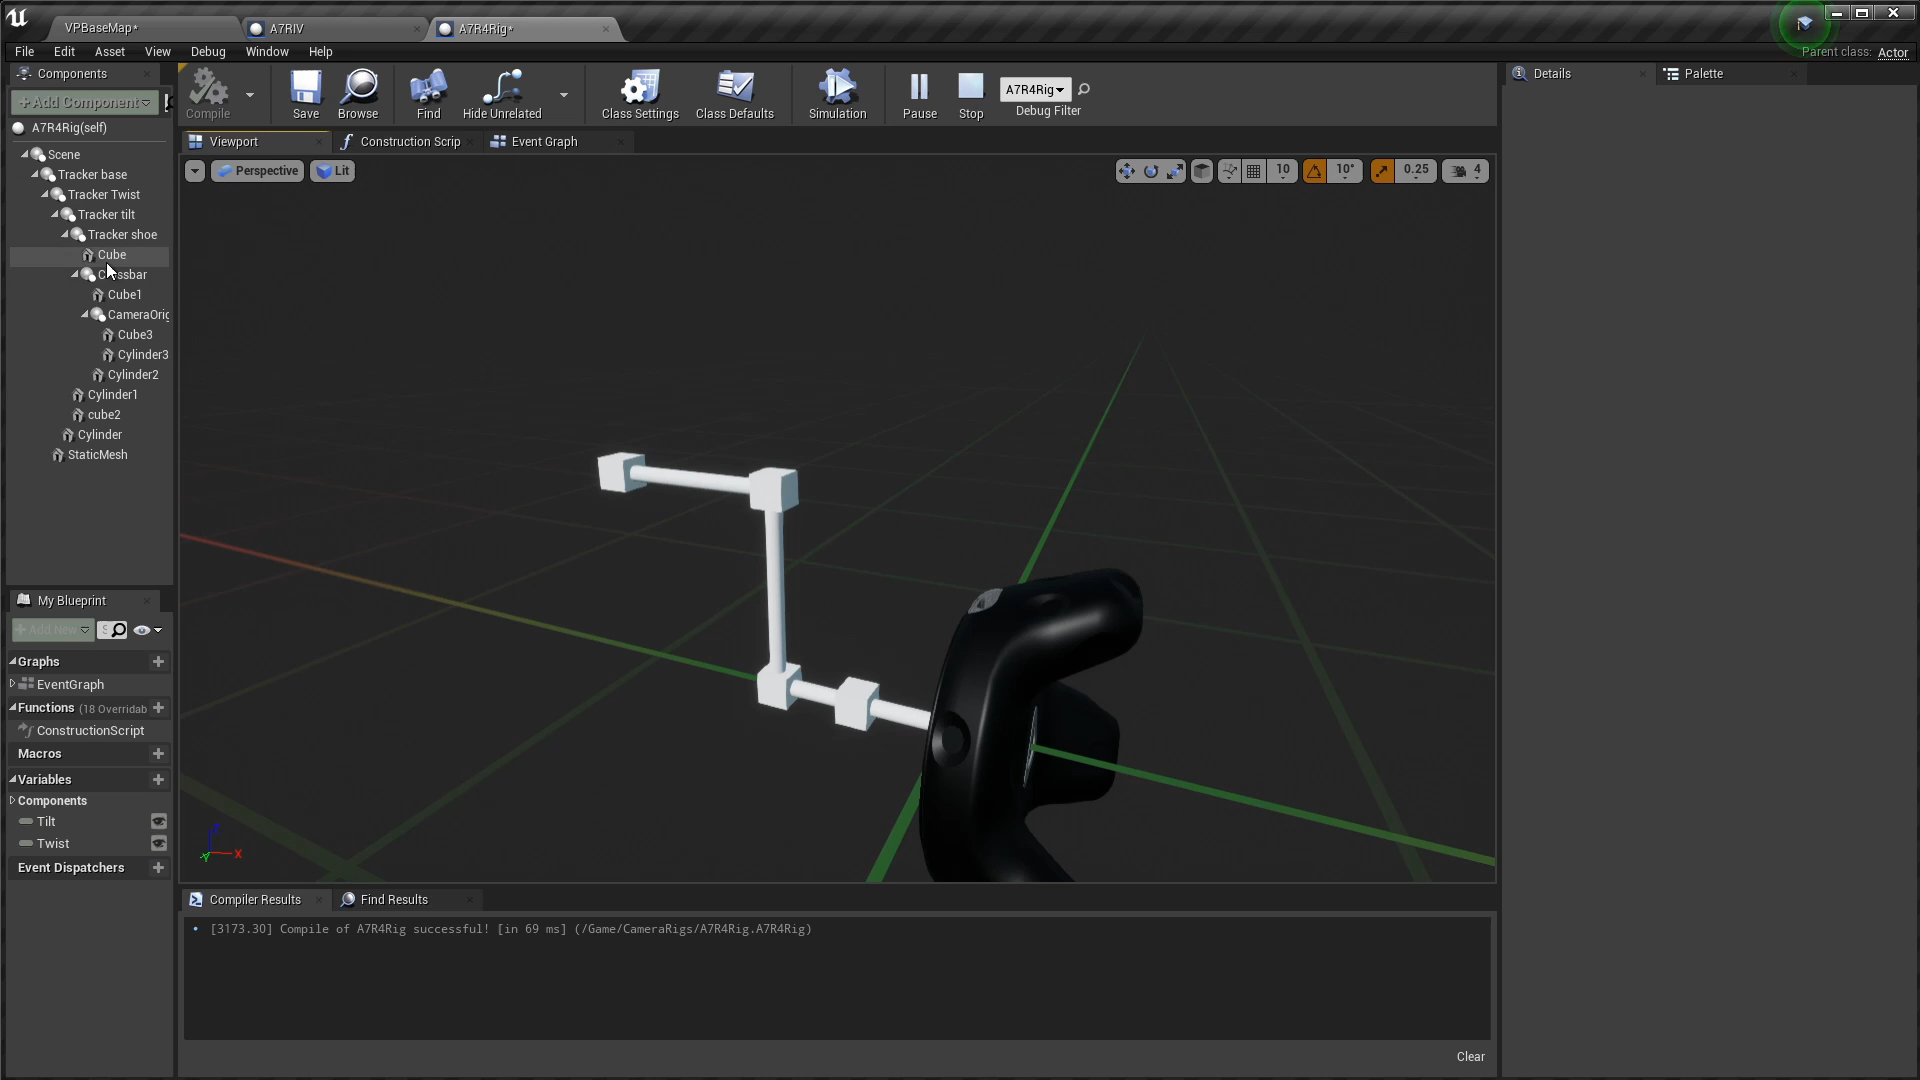 VPBaseMap*
A7RIV
A7R4Rig*
File Edit Asset View Debug Window Help
Parent class: Actor
Components
+Add Component
A7R4Rig(self)
Scene
Tracker base
Tracker Twist
Tracker tilt
Tracker shoe
Cube
Cube1
CameraOrig
Cube3
Cylinder3
Cylinder2
Cylinder1
cube2
Cylinder
StaticMesh
Compile
Save
Browse
Find
Hide Unrelated
Class Settings
Class Defaults
Simulation
Pause
Stop
A7R4Rig
Debug Filter
Viewport
Construction Scrip
Event Graph
Perspective
Lit
10
10°
0.25
4
X
Details
Palette
My Blueprint
+Add New
Graphs
EventGraph
Functions (18 Overridab
ConstructionScript
Macros
Variables
Components
Tilt
Twist
Event Dispatchers
Compiler Results
Find Results
[3173.30] Compile of A7R4Rig successful! [in 69 ms] (/Game/CameraRigs/A7R4Rig.A7R4Rig)
Clear